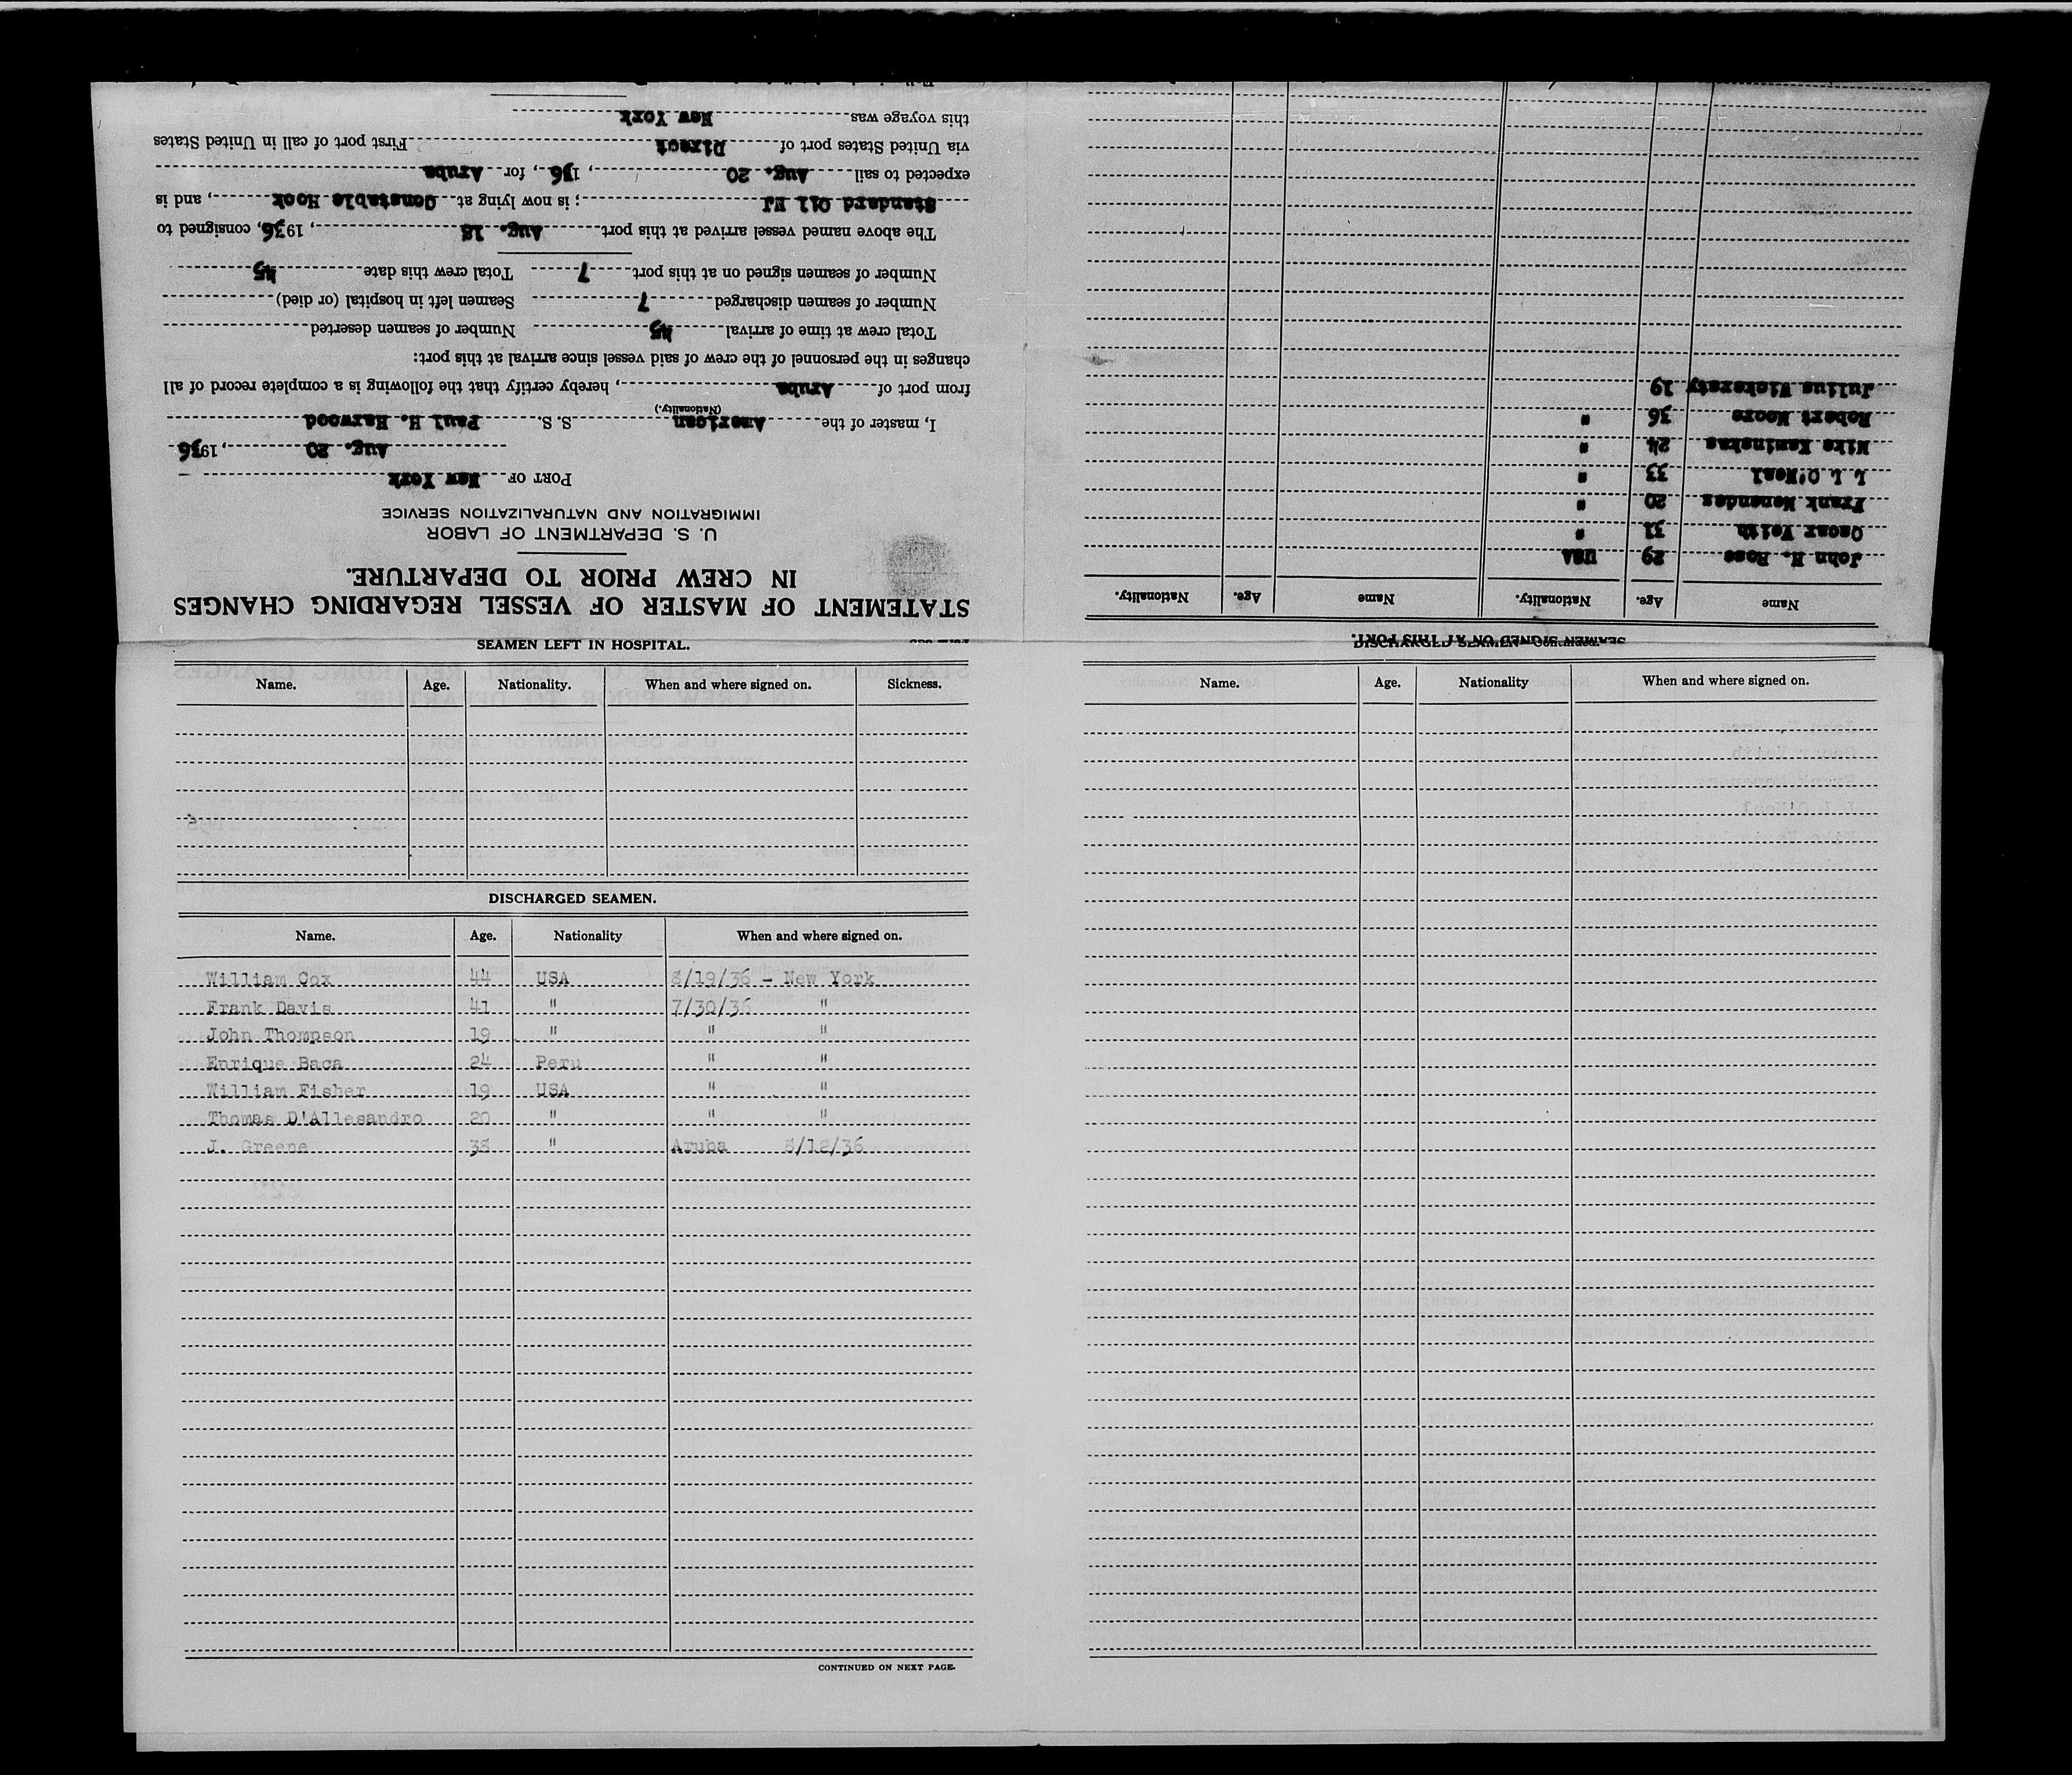 STATEMENT OF MASTER OF VESSEL REGARDING CHANGES
IN CREW PRIOR TO DEPARTURE.
U. S. DEPARTMENT OF LABOR
IMMIGRATION AND NATURALIZATION SERVICE
PORT OF New York
Aug. 20, 1936
I, master of the American S. S. Paul H. Harwood
(Nationality.)
from port of Aruba, hereby certify that the following is a complete record of all
changes in the personnel of the crew of said vessel since arrival at this port:
Total crew at time of arrival 45 Number of seamen deserted
Number of seamen discharged 7 Seamen left in hospital (or died)
Number of seamen signed on at this port 7 Total crew this date 45
The above named vessel arrived at this port Aug. 18, 1936, consigned to
Standard Oil NJ; is now lying at Constable Hook, and is
expected to sail Aug. 20, 1936, for Aruba
via United States port of Direct First port of call in United States
this voyage was New York
SEAMEN SIGNED ON AT THIS PORT.
Name Age. Nationality. Name Age. Nationality.
John H. Ross 29 USA
Oscar Veith 31 "
Frank Menendez 20 "
L L O'Neal 33 "
Mike Kaminskas 24 "
Robert Moore 36 "
Julius 19
SEAMEN LEFT IN HOSPITAL.
Name. Age. Nationality. When and where signed on. Sickness.
DISCHARGED SEAMEN.
Name. Age. Nationality When and where signed on.
William Cox 44 USA 8/19/36 - New York
Frank Davis 41 " 7/30/36 "
John Thompson 19 " " "
Enrique Baca 24 Peru " "
William Fisher 19 USA " "
Thomas D'Allesandro 20 " " "
J. Greene 38 " Aruba 8/12/36
CONTINUED ON NEXT PAGE.
DISCHARGED SEAMEN—Continued.
Name. Age. Nationality When and where signed on.